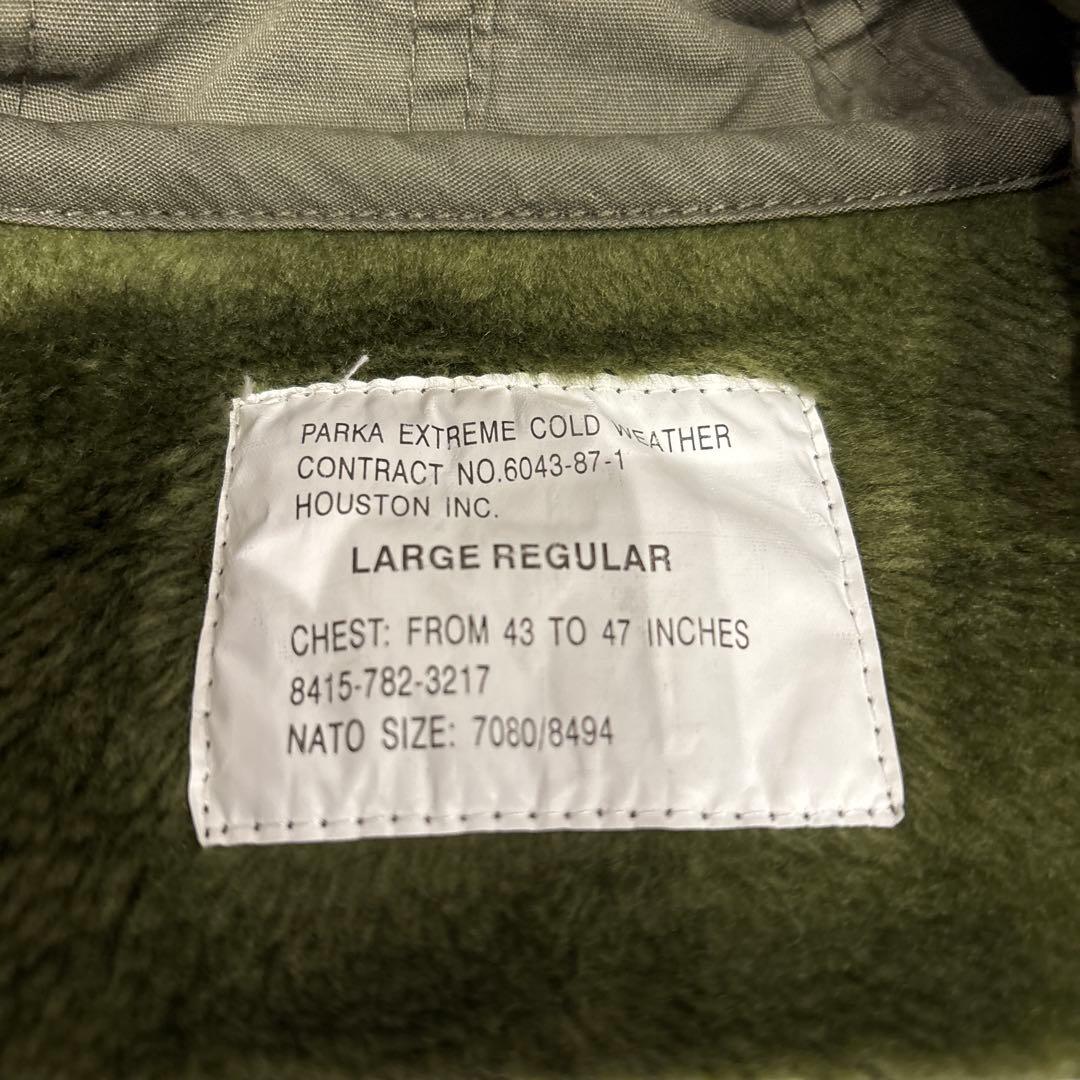 PARKA EXTREME COLD WEATHER
CONTRACT NO.6043-87-1
HOUSTON INC.
LARGE REGULAR
CHEST: FROM 43 TO 47 INCHES
8415-782-3217
NATO SIZE: 7080/8494